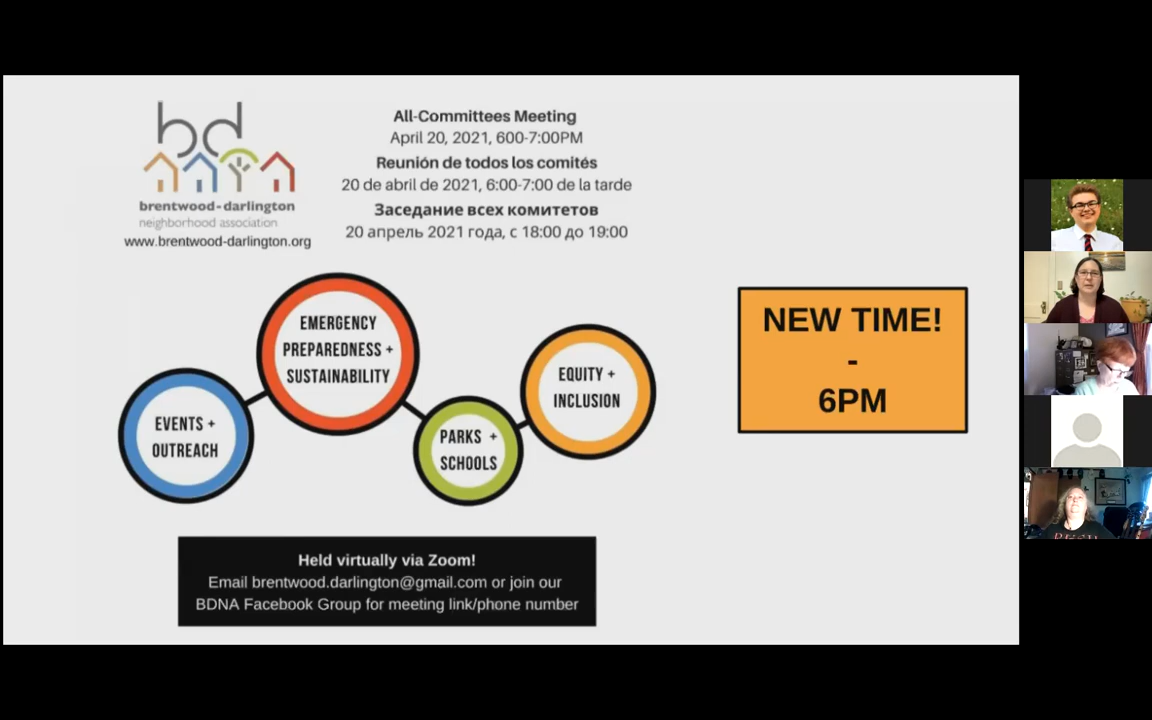 bd
brentwood-darlington
neighborhood association
www.brentwood-darlington.org
All-Committees Meeting
April 20, 2021, 600-7:00PM
Reunión de todos los comités
20 de abril de 2021, 6:00-7:00 de la tarde
Заседание всех комитетов
20 апрель 2021 года, с 18:00 до 19:00
EVENTS +
OUTREACH
EMERGENCY
PREPAREDNESS +
SUSTAINABILITY
PARKS +
SCHOOLS
EQUITY +
INCLUSION
NEW TIME!
-
6PM
Held virtually via Zoom!
Email brentwood.darlington@gmail.com or join our
BDNA Facebook Group for meeting link/phone number